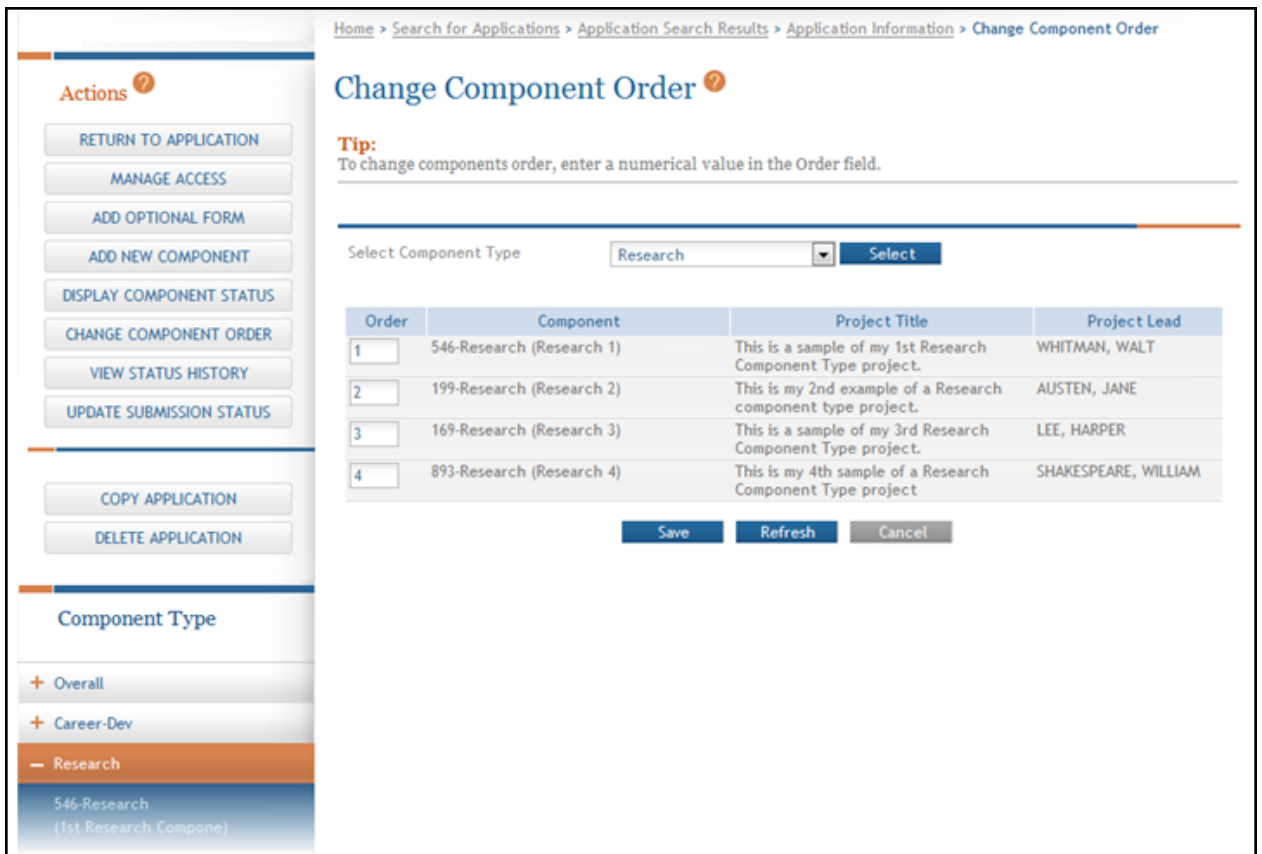 Home > Search for Applications > Application Search Results > Application Information > Change Component Order
Actions ?
RETURN TO APPLICATION
MANAGE ACCESS
ADD OPTIONAL FORM
ADD NEW COMPONENT
DISPLAY COMPONENT STATUS
CHANGE COMPONENT ORDER
VIEW STATUS HISTORY
UPDATE SUBMISSION STATUS
COPY APPLICATION
DELETE APPLICATION
Component Type
+ Overall
+ Career-Dev
– Research
546-Research
(1st Research Compone)
Change Component Order ?
Tip:
To change components order, enter a numerical value in the Order field.
Select Component Type Research Select
Order Component Project Title Project Lead
1 546-Research (Research 1) This is a sample of my 1st Research WHITMAN, WALT
Component Type project.
2 199-Research (Research 2) This is my 2nd example of a Research AUSTEN, JANE
component type project.
3 169-Research (Research 3) This is a sample of my 3rd Research LEE, HARPER
Component Type project.
4 893-Research (Research 4) This is my 4th sample of a Research SHAKESPEARE, WILLIAM
Component Type project
Save Refresh Cancel